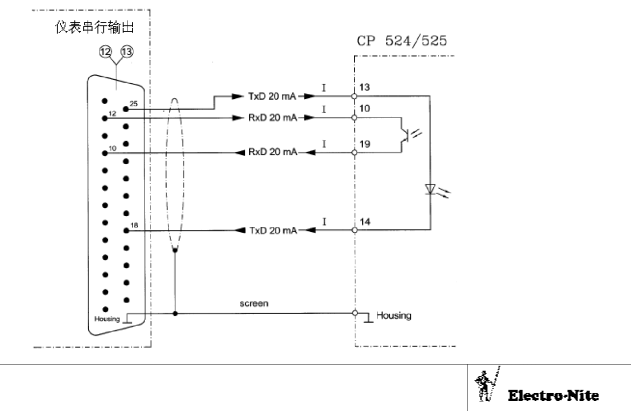 仪表串行输出
CP 524/525
12 13
25 TxD 20 mA I 13
12 RxD 20 mA I 10
10 RxD 20 mA I 19
18 TxD 20 mA I 14
screen
Housing
Housing
Electro-Nite